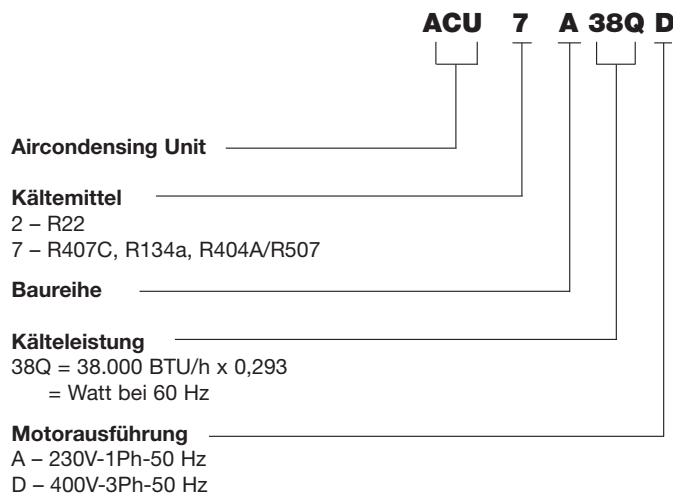 ACU 7 A 38Q D
Aircondensing Unit
Kältemittel
2 – R22
7 – R407C, R134a, R404A/R507
Baureihe
Kälteleistung
38Q = 38.000 BTU/h x 0,293
= Watt bei 60 Hz
Motorausführung
A – 230V-1Ph-50 Hz
D – 400V-3Ph-50 Hz